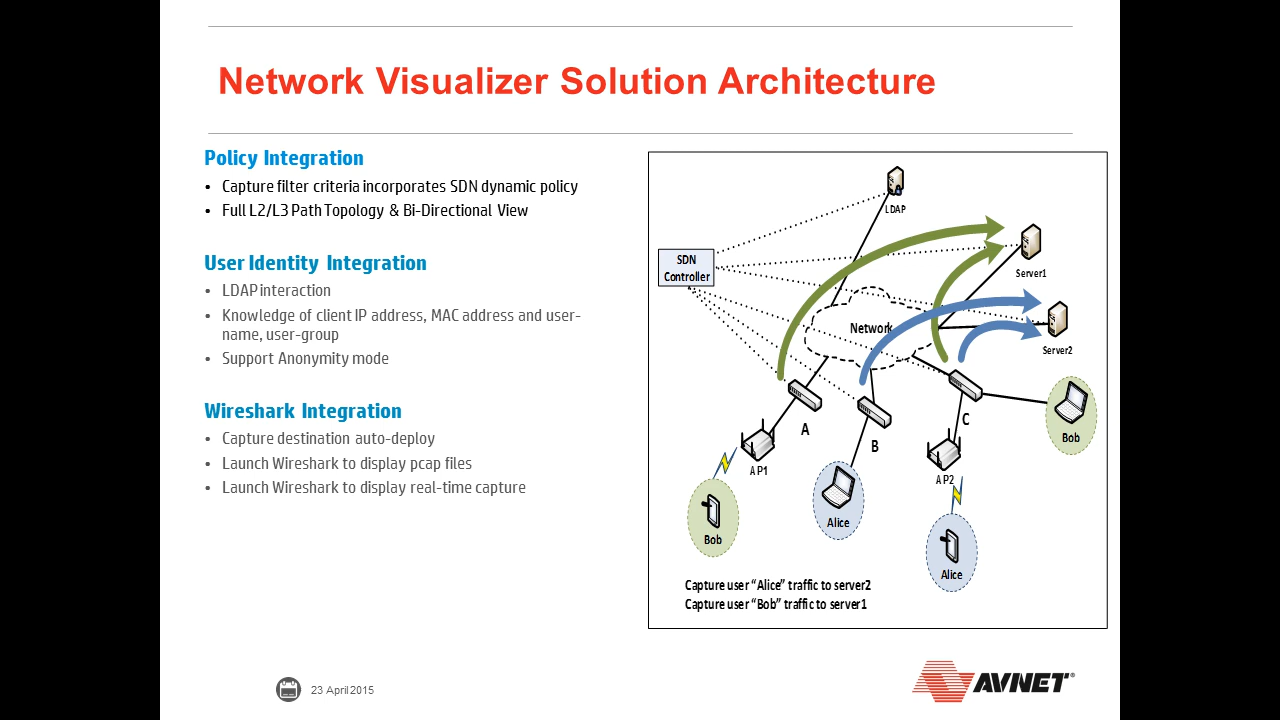 Network Visualizer Solution Architecture
Policy Integration
• Capture filter criteria incorporates SDN dynamic policy
• Full L2/L3 Path Topology & Bi-Directional View
User Identity Integration
• LDAP interaction
• Knowledge of client IP address, MAC address and user-
name, user-group
• Support Anonymity mode
Wireshark Integration
• Capture destination auto-deploy
• Launch Wireshark to display pcap files
• Launch Wireshark to display real-time capture
LDAP
SDN
Controller
Server1
Network
Server2
A
B
C
Bob
AP1
AP2
Alice
Bob
Alice
Capture user “Alice” traffic to server2
Capture user “Bob” traffic to server1
23 April 2015
AVNET®